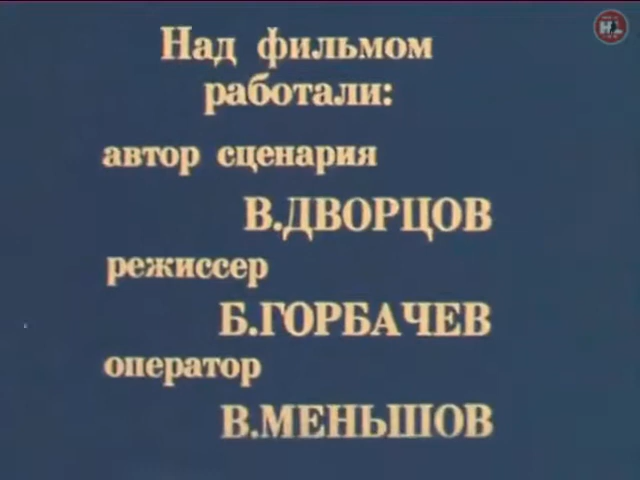 Над фильмом
работали:
автор сценария
В.ДВОРЦОВ
режиссер
Б.ГОРБАЧЕВ
оператор
В.МЕНЬШОВ